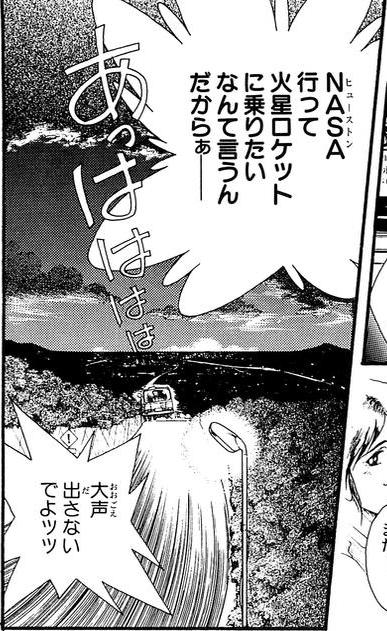 NASA
行って
火星ロケット
に乗りたい
なんて言うん
だからぁ——
あっはははは
大声
出さない
でよッッ